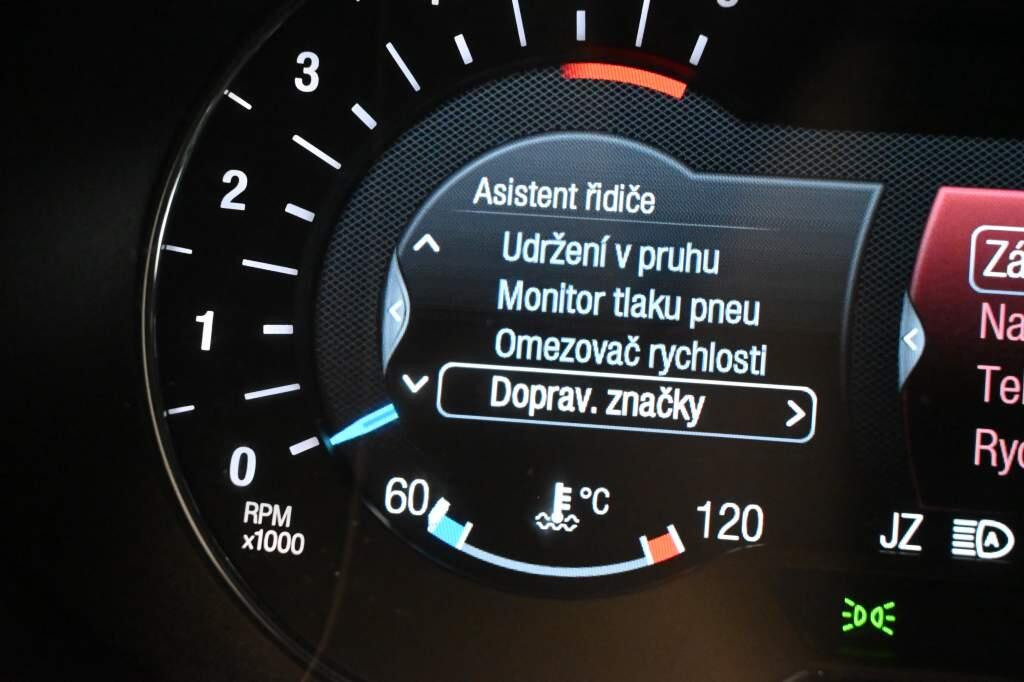 3
2
1
0
RPM
x1000
Asistent řidiče
Udržení v pruhu
Monitor tlaku pneu
Omezovač rychlosti
Doprav. značky
60
°C
120
JZ
A